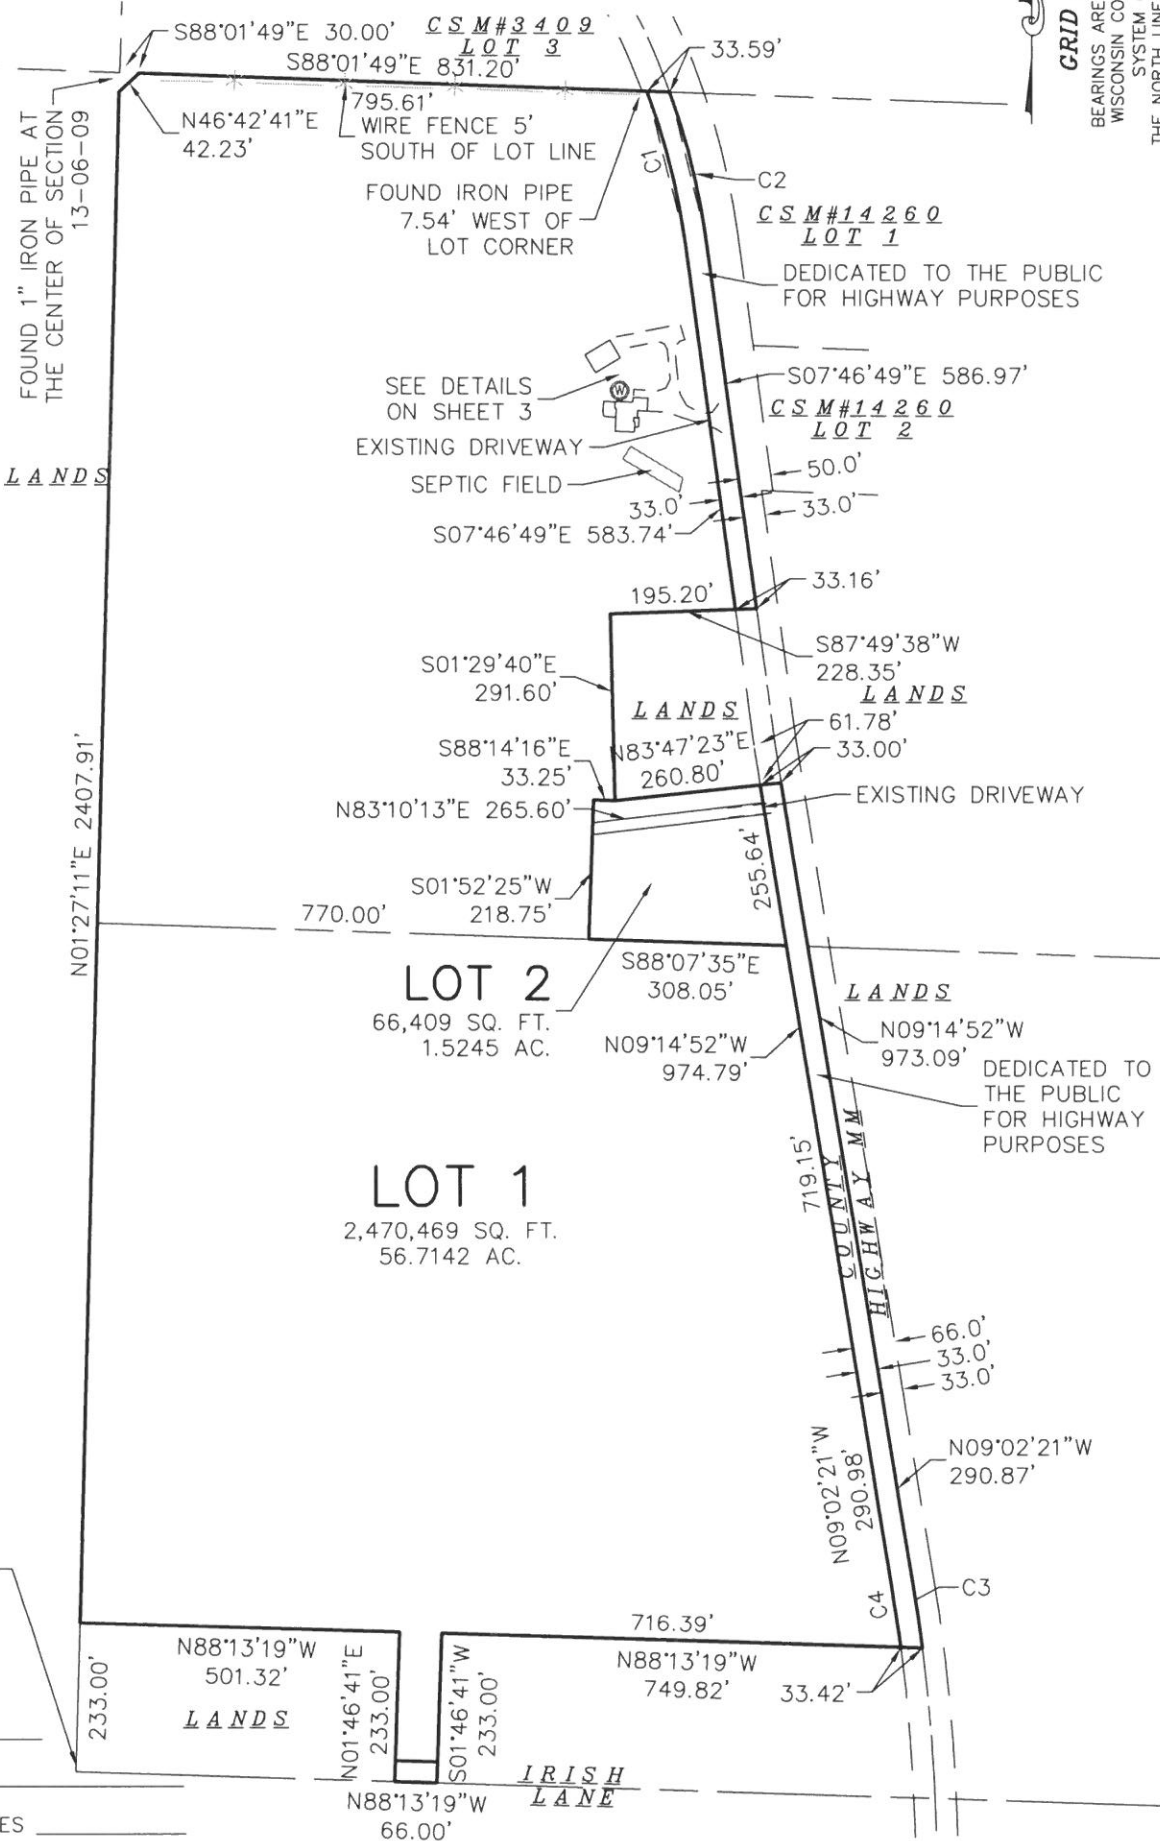 S88°01'49"E 30.00'
CSM#3409
LOT 3
S88°01'49"E 831.20'
33.59'
GRID
BEARINGS ARE
WISCONSIN CO
SYSTEM
THE NORTH LINE
FOUND 1" IRON PIPE AT
THE CENTER OF SECTION
13-06-09
N46°42'41"E
42.23'
795.61'
WIRE FENCE 5'
SOUTH OF LOT LINE
C1
C2
FOUND IRON PIPE
7.54' WEST OF
LOT CORNER
CSM#14260
LOT 1
DEDICATED TO THE PUBLIC
FOR HIGHWAY PURPOSES
SEE DETAILS
ON SHEET 3
W
S07°46'49"E 586.97'
CSM#14260
LOT 2
EXISTING DRIVEWAY
LANDS
SEPTIC FIELD
50.0'
33.0'
33.0'
S07°46'49"E 583.74'
195.20'
33.16'
S87°49'38"W
228.35'
S01°29'40"E
291.60'
LANDS
LANDS
61.78'
33.00'
N83°47'23"E
260.80'
S88°14'16"E
33.25'
N83°10'13"E 265.60'
EXISTING DRIVEWAY
N01°27'11"E 2407.91'
255.64'
S01°52'25"W
218.75'
770.00'
S88°07'35"E
308.05'
LOT 2
66,409 SQ. FT.
1.5245 AC.
LANDS
N09°14'52"W
974.79'
N09°14'52"W
973.09'
DEDICATED TO
THE PUBLIC
FOR HIGHWAY
PURPOSES
719.15'
COUNTY
HIGHWAY MM
LOT 1
2,470,469 SQ. FT.
56.7142 AC.
66.0'
33.0'
33.0'
N09°02'21"W
290.98'
N09°02'21"W
290.87'
C4
C3
716.39'
N88°13'19"W
501.32'
N88°13'19"W
749.82'
33.42'
233.00'
LANDS
N01°46'41"E
233.00'
S01°46'41"W
233.00'
IRISH
LANE
N88°13'19"W
66.00'
ES